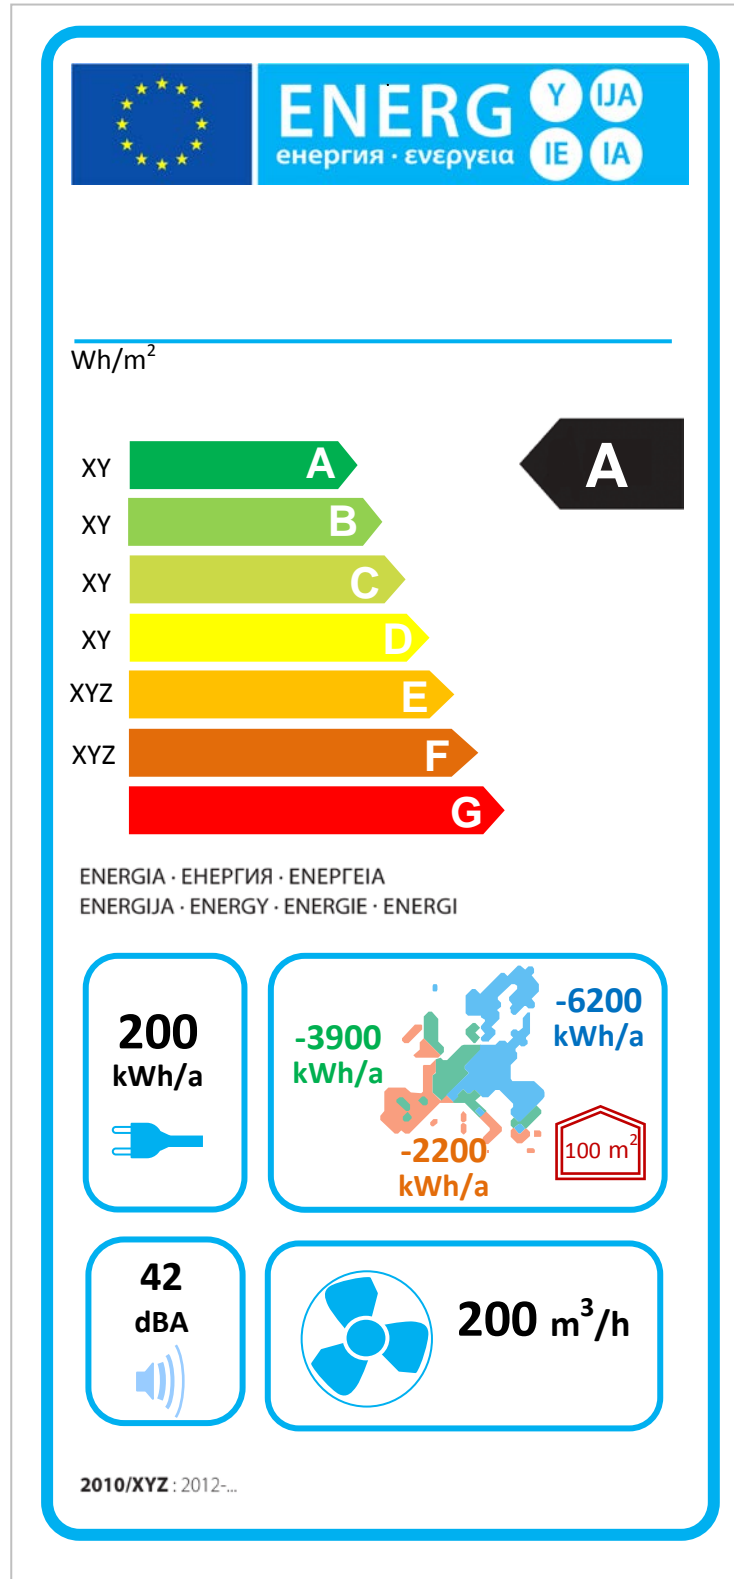 ENERG Y IJA
енергия · ενεργεια IE IA
Wh/m²
A
XY A
XY B
XY C
XY D
XYZ E
XYZ F
G
ENERGIA · ЕНЕРГИЯ · ΕΝΕΡΓΕΙΑ
ENERGIJA · ENERGY · ENERGIE · ENERGI
200
kWh/a
-6200
kWh/a
-3900
kWh/a
-2200
kWh/a
100 m²
42
dBA
200 m³/h
2010/XYZ : 2012-...